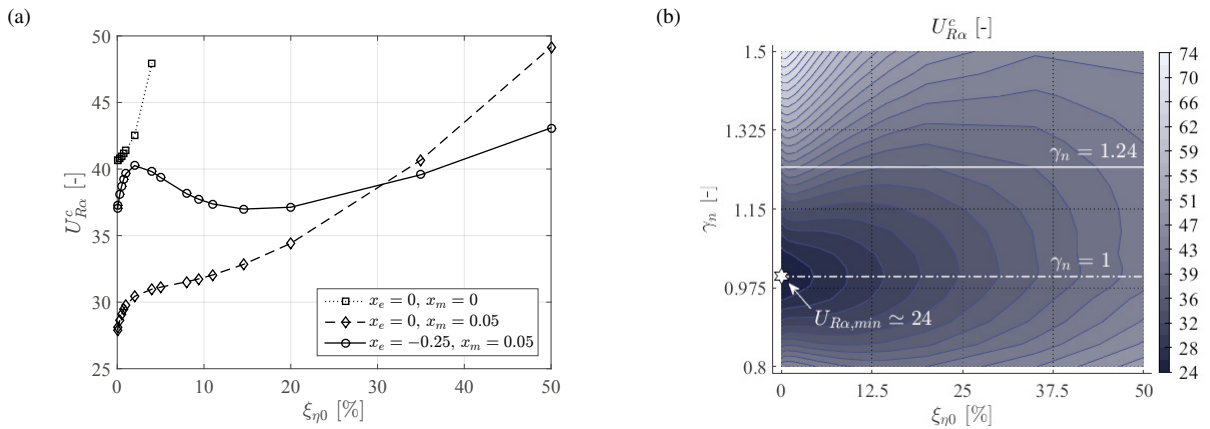 (a)
50
45
40
35
30
25
U^c_{Rα} [-]
0
10
20
30
40
50
ξ_{η0} [%]
x_e = 0, x_m = 0
x_e = 0, x_m = 0.05
x_e = −0.25, x_m = 0.05
(b)
U^c_{Rα} [-]
1.5
1.325
1.15
0.975
0.8
γ_n [-]
γ_n = 1.24
γ_n = 1
U_{Rα,min} ≃ 24
0
12.5
25
37.5
50
ξ_{η0} [%]
74
70
66
62
59
55
51
47
43
39
36
32
28
24